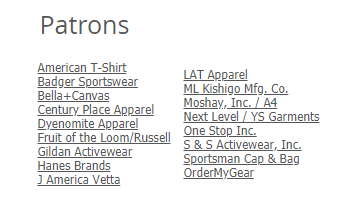 Patrons
American T-Shirt
Badger Sportswear
Bella+Canvas
Century Place Apparel
Dyenomite Apparel
Fruit of the Loom/Russell
Gildan Activewear
Hanes Brands
J America Vetta
LAT Apparel
ML Kishigo Mfg. Co.
Moshay, Inc. / A4
Next Level / YS Garments
One Stop Inc.
S & S Activewear, Inc.
Sportsman Cap & Bag
OrderMyGear